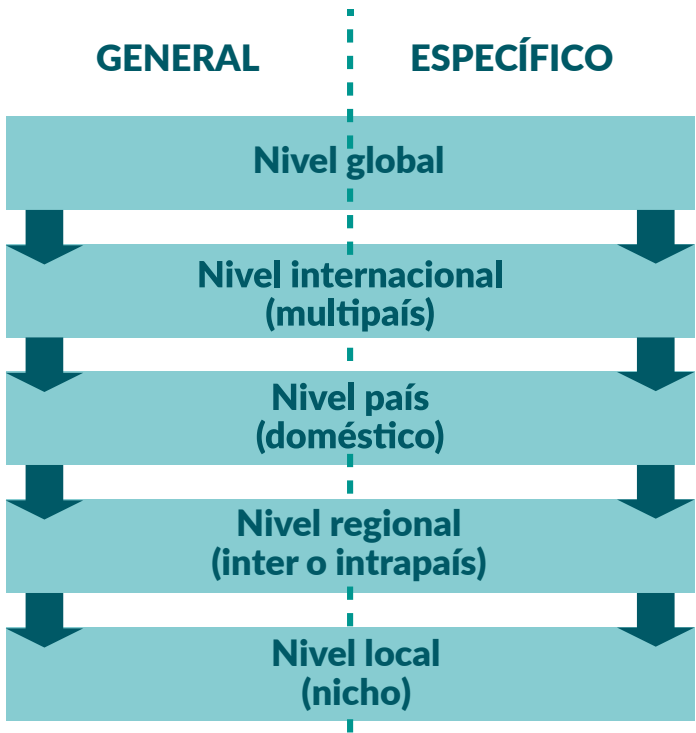 GENERAL
ESPECÍFICO
Nivel global
Nivel internacional
(multipaís)
Nivel país
(doméstico)
Nivel regional
(inter o intrapaís)
Nivel local
(nicho)